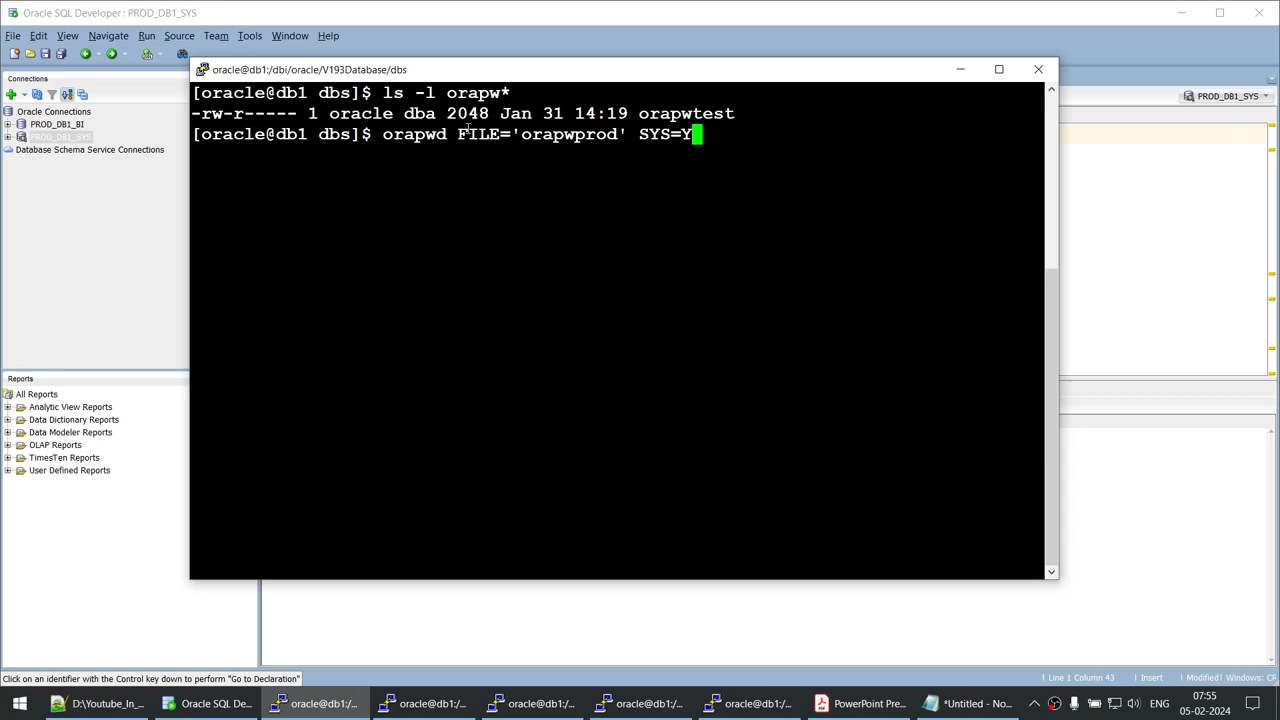 Oracle SQL Developer : PROD_DB1_SYS
File Edit View Navigate Run Source Team Tools Window Help
Connections
Oracle Connections
PROD_DB1_BI
PROD_DB1_SYS
Database Schema Service Connections
PROD_DB1_SYS
oracle@db1:/dbi/oracle/V193Database/dbs
[oracle@db1 dbs]$ ls -l orapw*
-rw-r----- 1 oracle dba 2048 Jan 31 14:19 orapwtest
[oracle@db1 dbs]$ orapwd FILE='orapwprod' SYS=Y
Reports
All Reports
Analytic View Reports
Data Dictionary Reports
Data Modeler Reports
OLAP Reports
TimesTen Reports
User Defined Reports
Click on an identifier with the Control key down to perform "Go to Declaration"
Line 1 Column 43 Insert Modified Windows: CR
D:\Youtube_In_... Oracle SQL De... oracle@db1:/... oracle@db1:/... oracle@db1:/... oracle@db1:/... oracle@db1:/... PowerPoint Pre... *Untitled - No...
ENG
07:55
05-02-2024